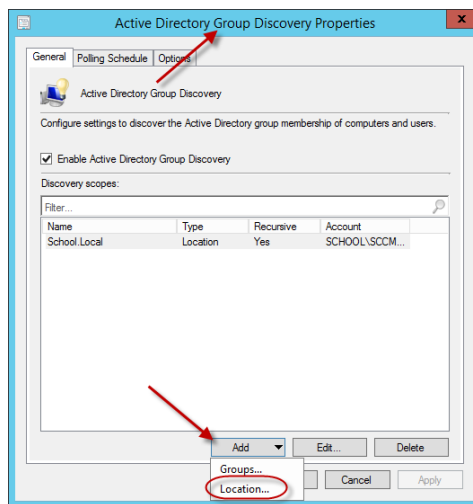 Active Directory Group Discovery Properties
x
General Polling Schedule Options
Active Directory Group Discovery
Configure settings to discover the Active Directory group membership of computers and users.
Enable Active Directory Group Discovery
Discovery scopes:
Filter...
Name Type Recursive Account
School.Local Location Yes SCHOOL\SCCM...
Add Edit... Delete
Groups...
Location...
Cancel Apply